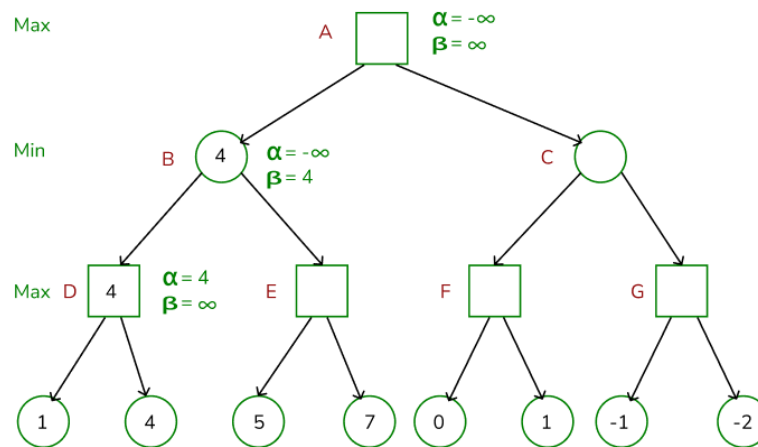 Max
A
α = -∞
β = ∞
Min
B
4
α = -∞
β = 4
C
Max
D
4
α = 4
β = ∞
E
F
G
1
4
5
7
0
1
-1
-2